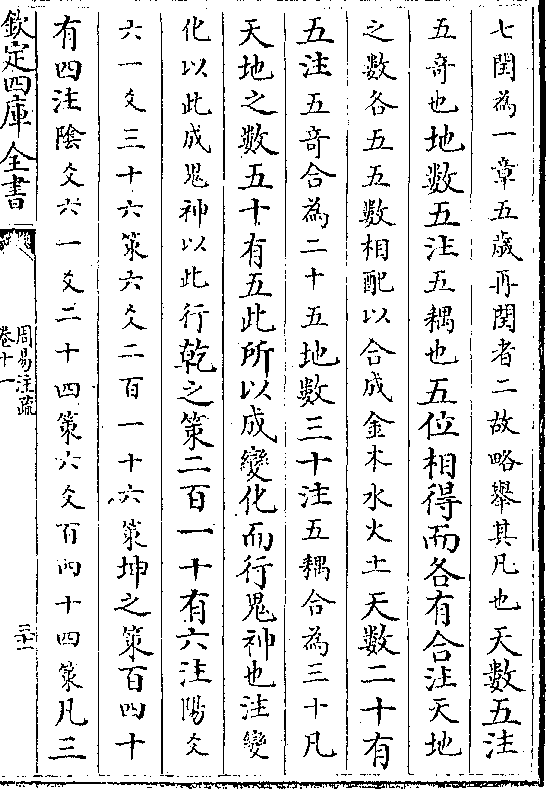 七閏為一章五歲再閏者二故略舉其凡也天數五注
五奇也地數五注五耦也五位相得而各有合注天地
之數各五五數相配以合成金木水火土天數二十有
五注五奇合為二十五地數三十注五耦合為三十凡
天地之數五十有五此所以成變化而行鬼神也注變
化以此成鬼神以此行乾之策二百一十有六注陽爻
六一爻三十六策六爻二百一十六策坤之策百四十
有四注陰爻六一爻二十四策六爻百四十四策凡三
欽定四庫全書
周易注疏
卷十一